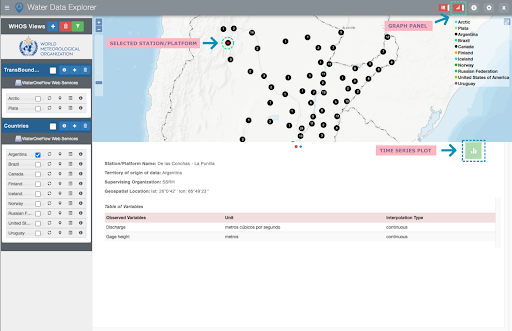 Water Data Explorer
GRAPH PANEL
WHOS Views
WORLD
METEOROLOGICAL
ORGANIZATION
SELECTED STATION/PLATFORM
Arctic
Plata
Argentina
Brazil
Canada
Finland
Iceland
Norway
Russian Federation
United States of America
Uruguay
TransBound...
WaterOneFlow Web Services
Arctic
Plata
Countries
WaterOneFlow Web Services
Argentina
Brazil
Canada
Finland
Iceland
Norway
Russian F...
United St...
Uruguay
TIME SERIES PLOT
Station/Platform Name: De las Conchas - La Punilla
Territory of origin of data: Argentina
Supervising Organization: SSRH
Geospatial Location: lat: 26°0'42" lon: 65°49'23"
Table of Variables
Observed Variables Unit Interpolation Type
Discharge metros cúbicos por segundo continuous
Gage height metros continuous